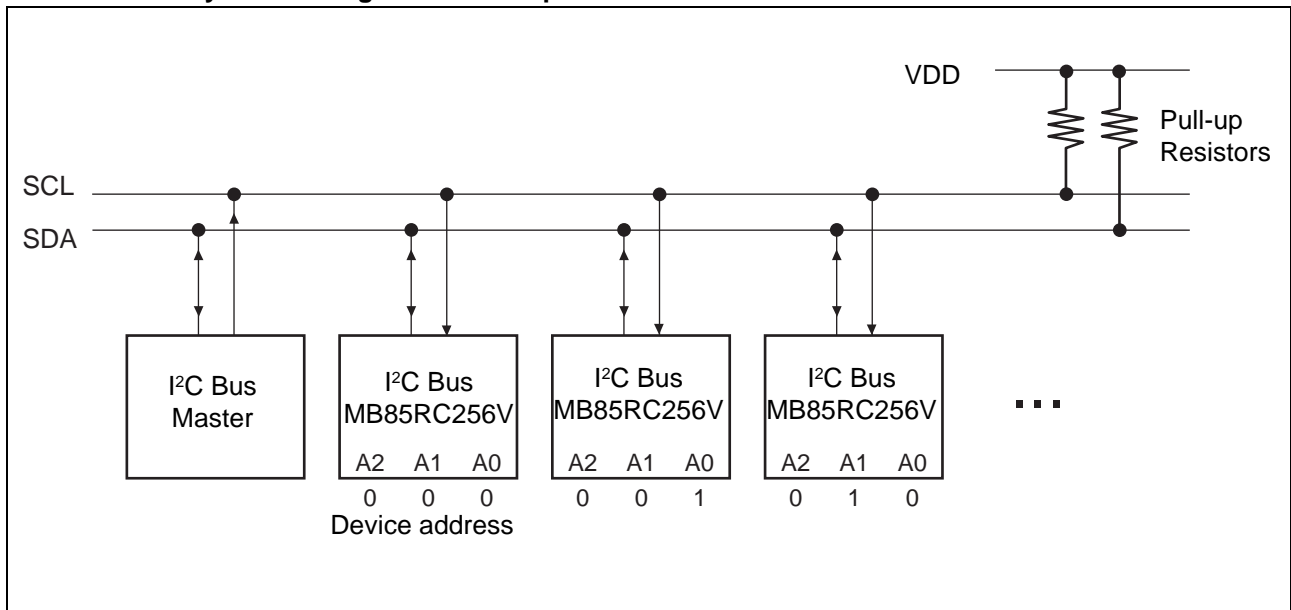 VDD
Pull-up
Resistors
SCL
SDA
I²C Bus
Master
I²C Bus
MB85RC256V
A2 A1 A0
0 0 0
Device address
I²C Bus
MB85RC256V
A2 A1 A0
0 0 1
I²C Bus
MB85RC256V
A2 A1 A0
0 1 0
...